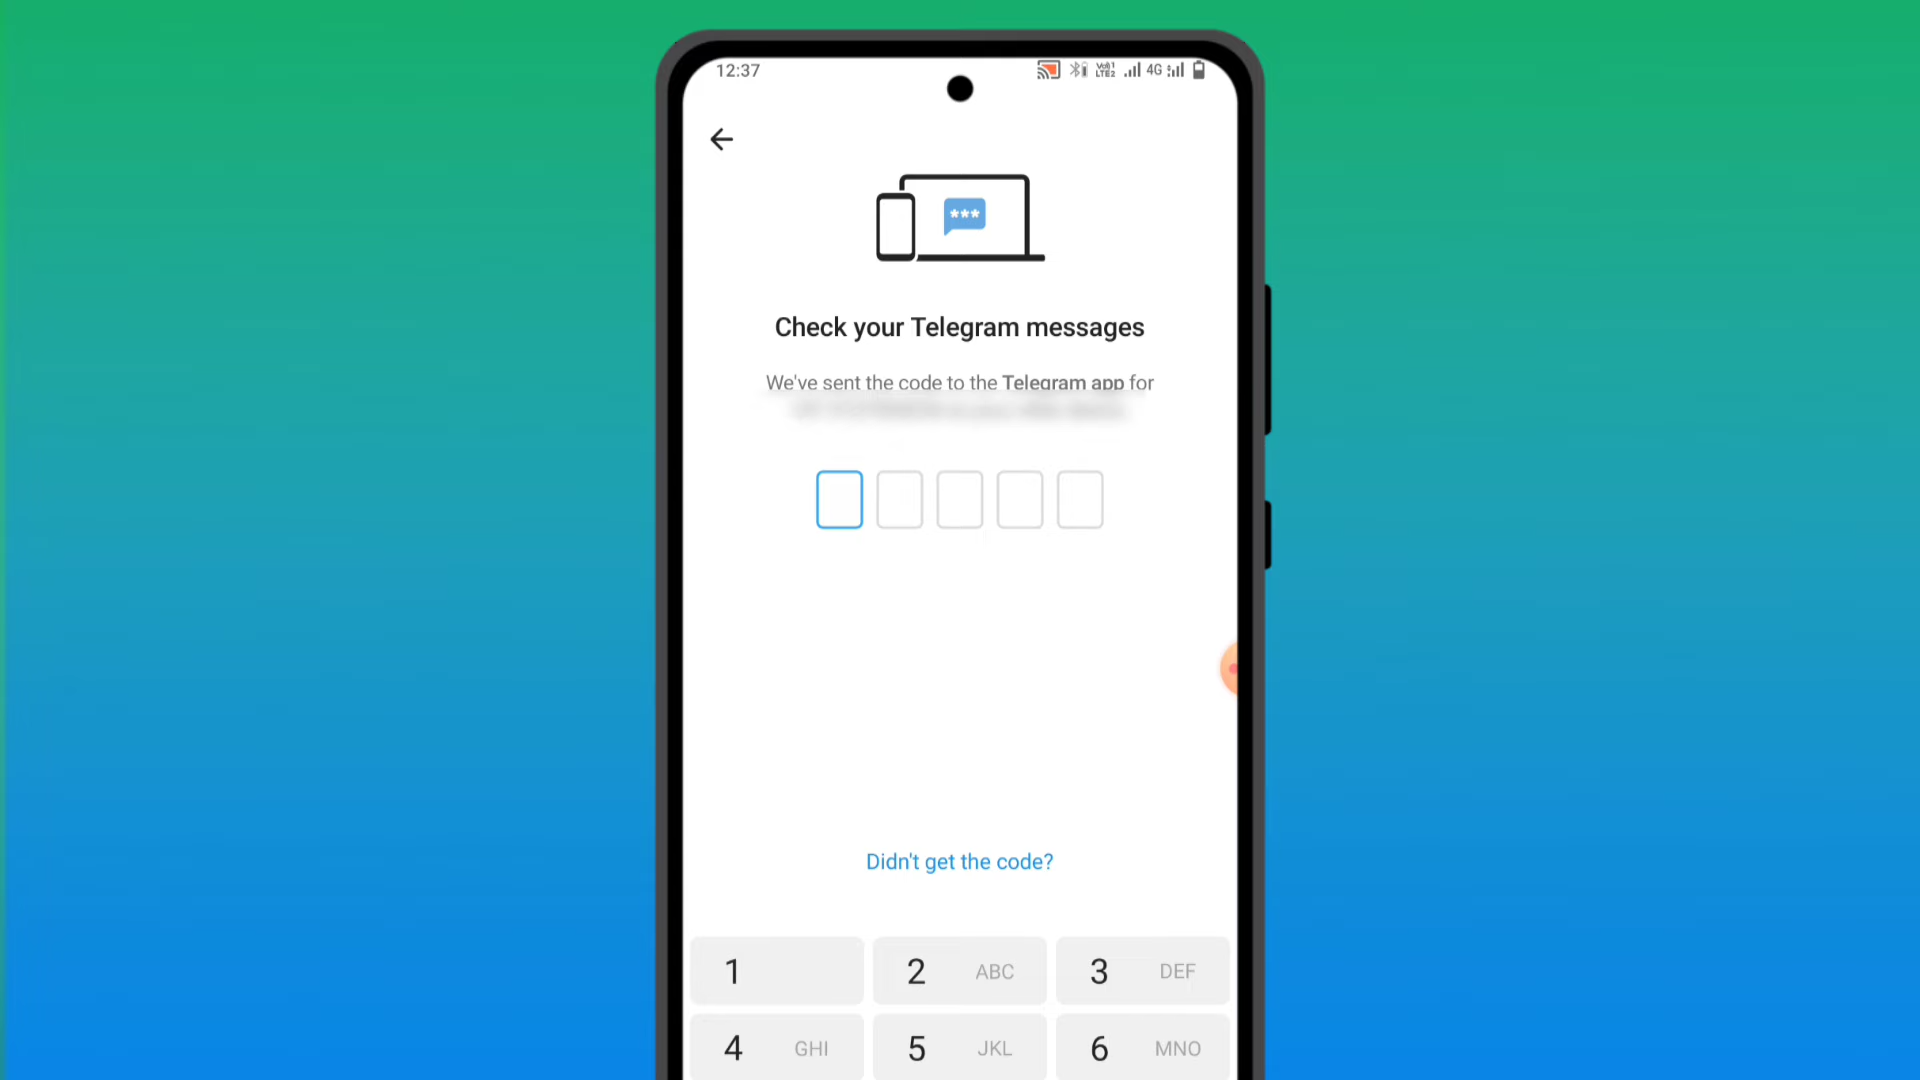 12:37
4G
Check your Telegram messages
We've sent the code to the Telegram app for
Didn't get the code?
1
2 ABC
3 DEF
4 GHI
5 JKL
6 MNO